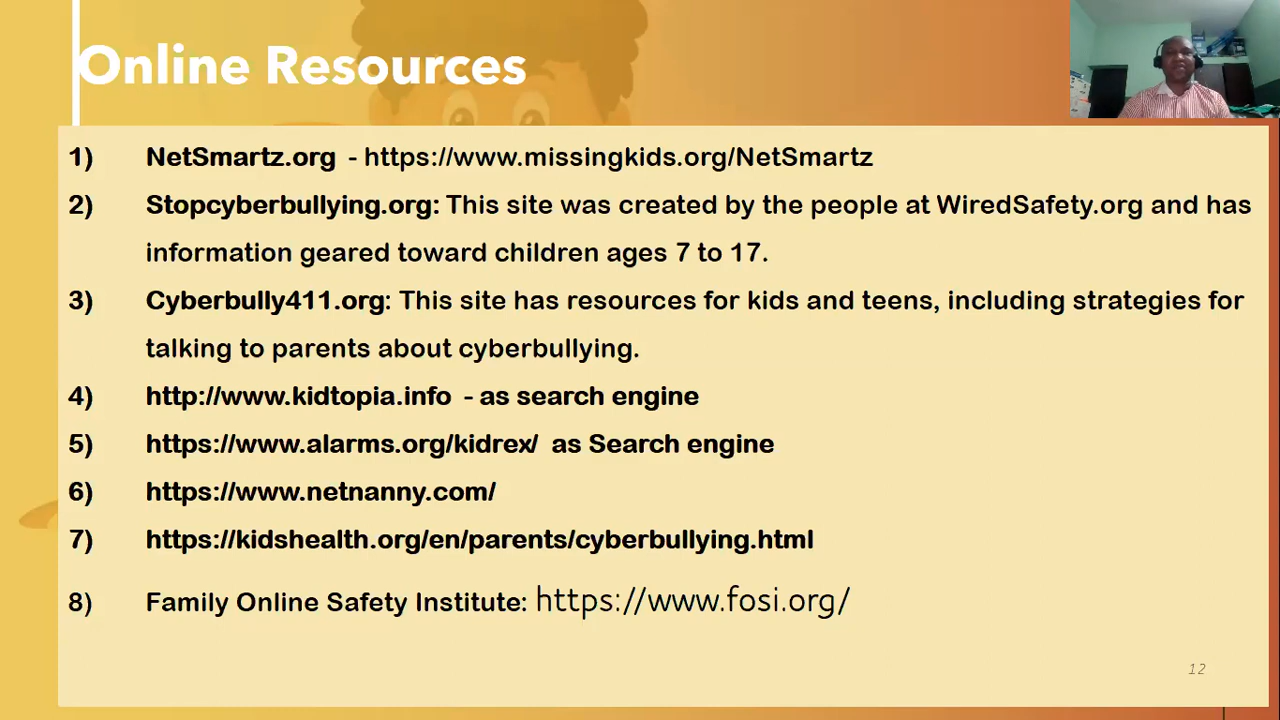 Online Resources
1) NetSmartz.org - https://www.missingkids.org/NetSmartz
2) Stopcyberbullying.org: This site was created by the people at WiredSafety.org and has
information geared toward children ages 7 to 17.
3) Cyberbully411.org: This site has resources for kids and teens, including strategies for
talking to parents about cyberbullying.
4) http://www.kidtopia.info - as search engine
5) https://www.alarms.org/kidrex/ as Search engine
6) https://www.netnanny.com/
7) https://kidshealth.org/en/parents/cyberbullying.html
8) Family Online Safety Institute: https://www.fosi.org/
12